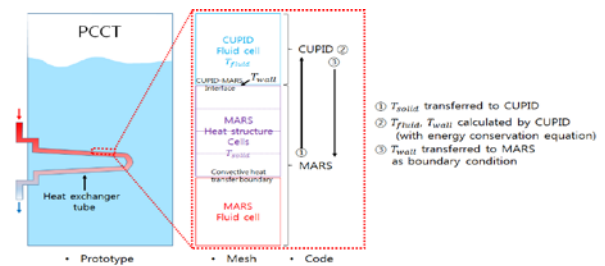 PCCT
Heat exchanger
tube
• Prototype
CUPID
Fluid cell
T_fluid
CUPID-MARS
Interface
T_wall
MARS
Heat structure
Cells
T_solid
Convective heat
transfer boundary
MARS
Fluid cell
• Mesh
CUPID ②
③
①
MARS
• Code
① T_solid transferred to CUPID
② T_fluid, T_wall calculated by CUPID
(with energy conservation equation)
③ T_wall transferred to MARS
as boundary condition